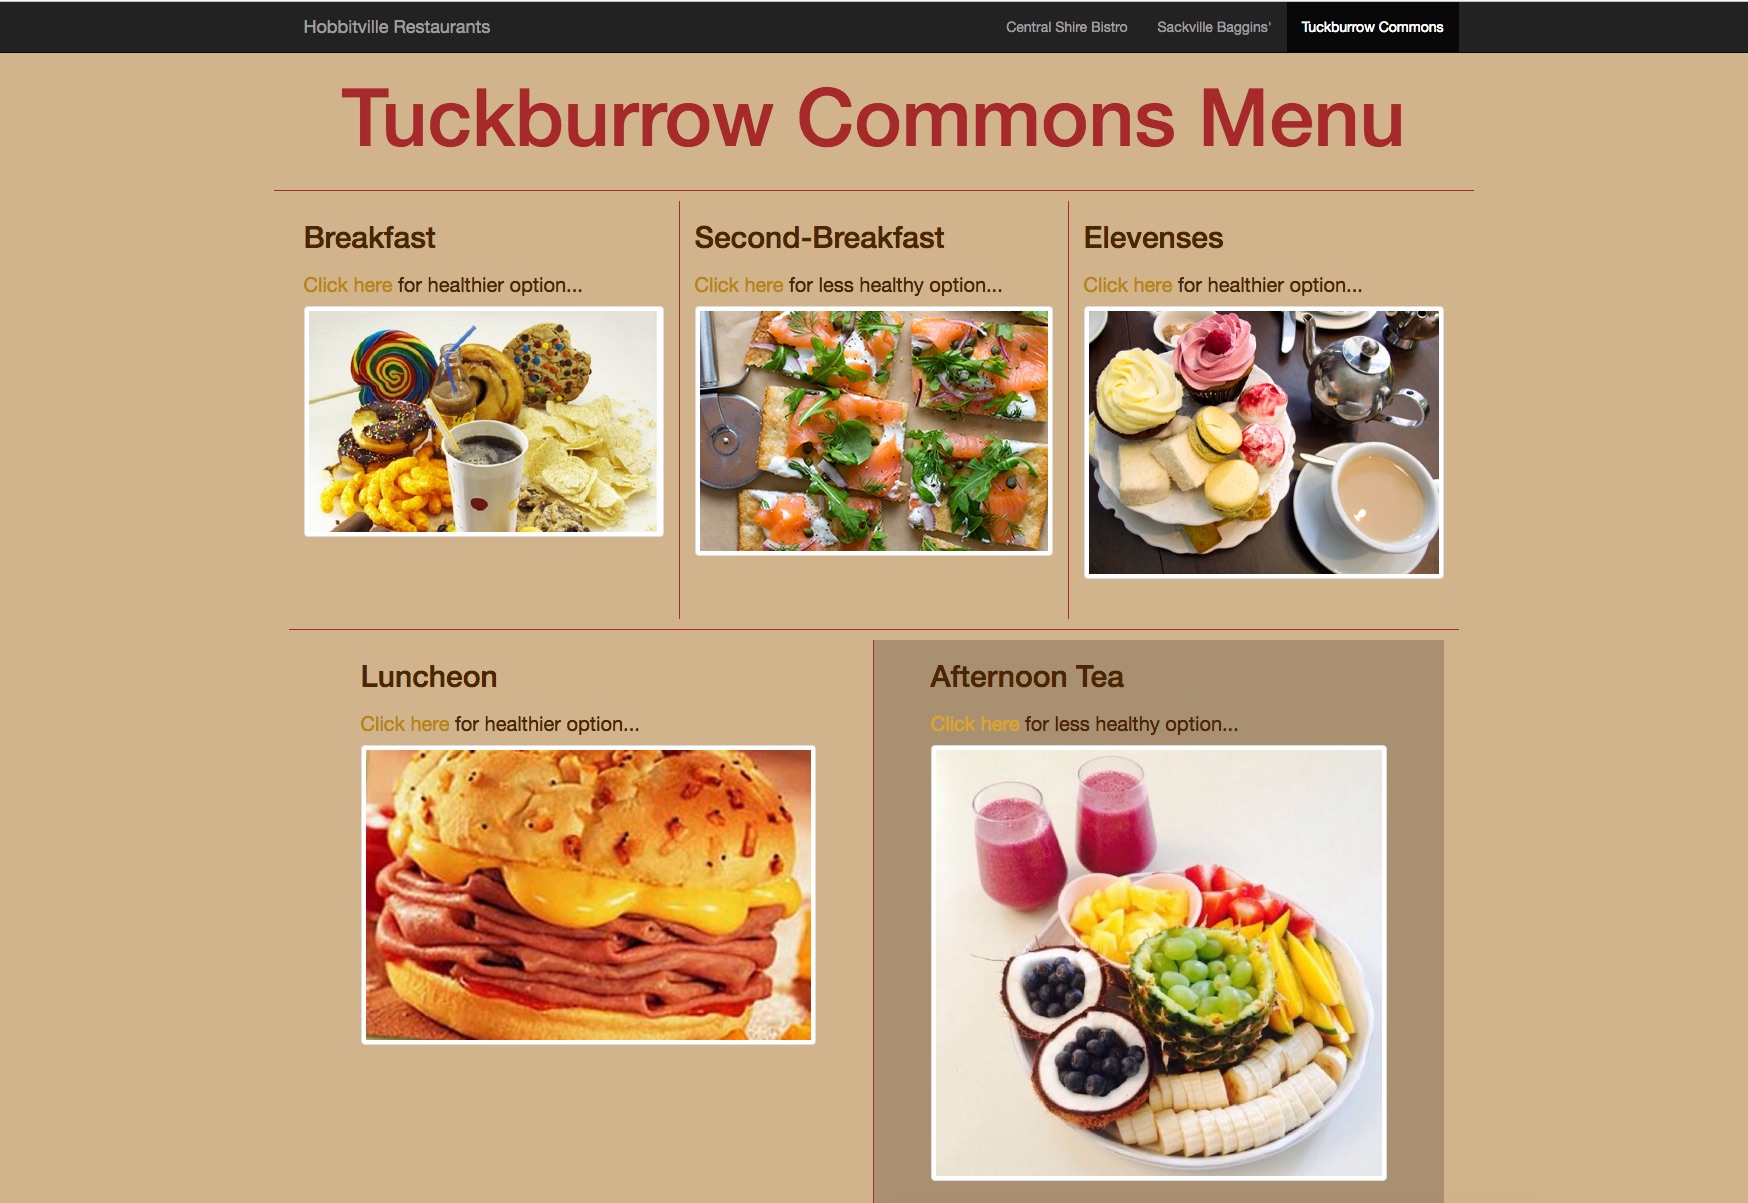 Hobbitville Restaurants
Central Shire Bistro
Sackville Baggins'
Tuckburrow Commons
Tuckburrow Commons Menu
Breakfast
Click here for healthier option...
Second-Breakfast
Click here for less healthy option...
Elevenses
Click here for healthier option...
Luncheon
Click here for healthier option...
Afternoon Tea
Click here for less healthy option...